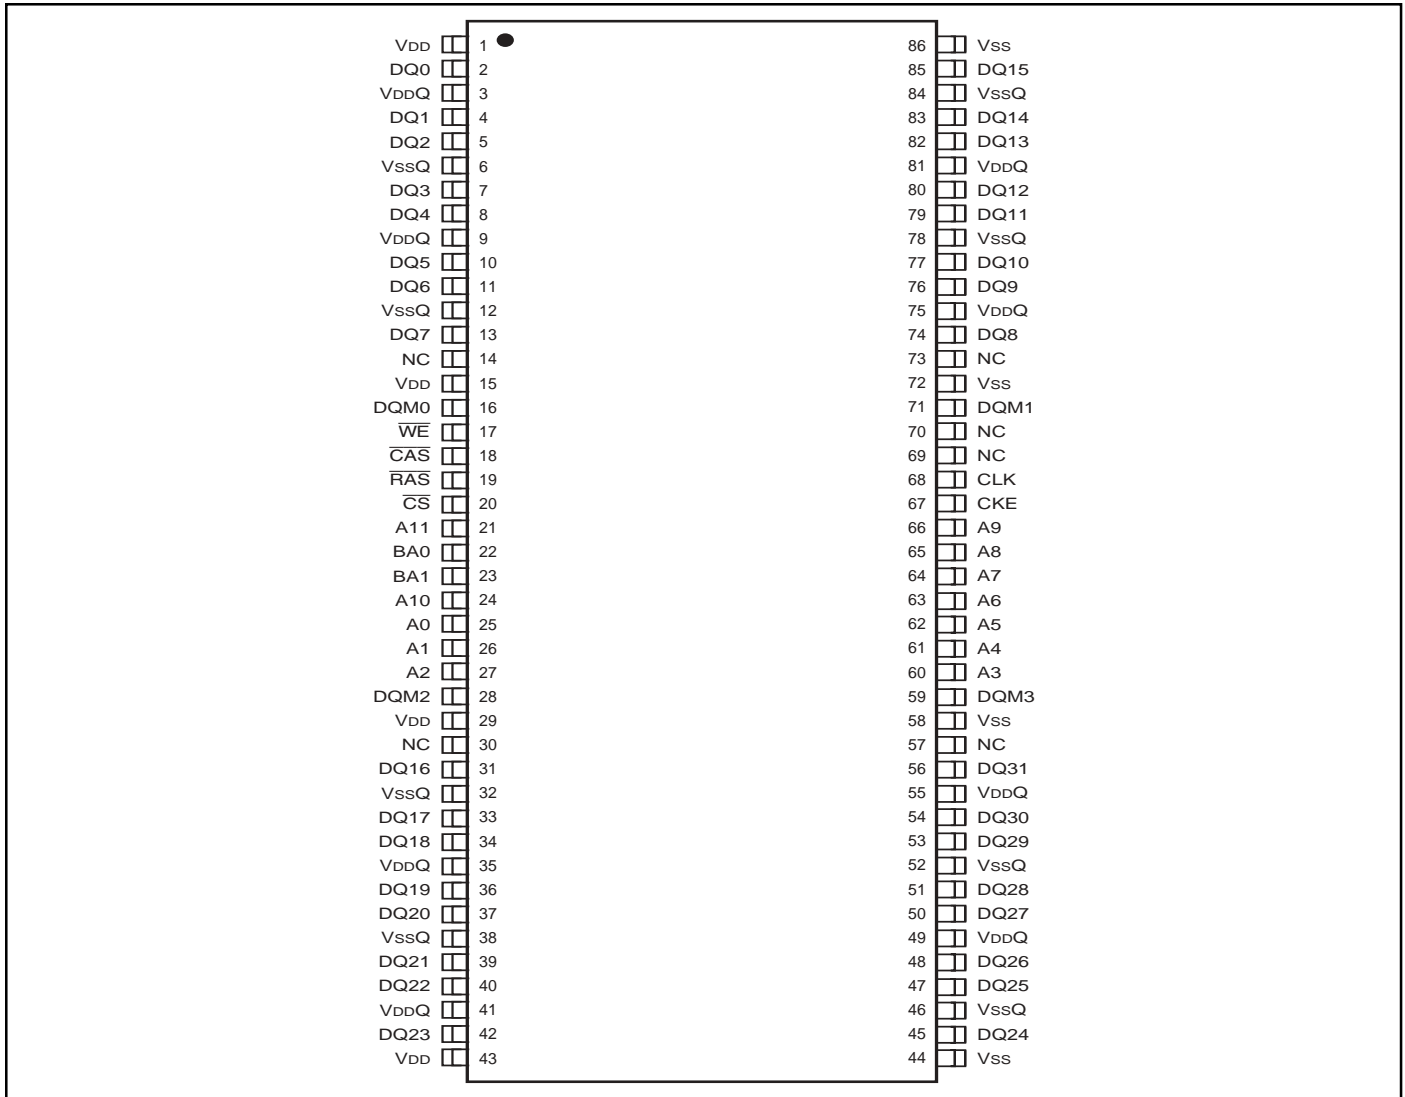 VDD 1 86 VSS
DQ0 2 85 DQ15
VDDQ 3 84 VSSQ
DQ1 4 83 DQ14
DQ2 5 82 DQ13
VSSQ 6 81 VDDQ
DQ3 7 80 DQ12
DQ4 8 79 DQ11
VDDQ 9 78 VSSQ
DQ5 10 77 DQ10
DQ6 11 76 DQ9
VSSQ 12 75 VDDQ
DQ7 13 74 DQ8
NC 14 73 NC
VDD 15 72 VSS
DQM0 16 71 DQM1
W̅E̅ 17 70 NC
C̅A̅S̅ 18 69 NC
R̅A̅S̅ 19 68 CLK
C̅S̅ 20 67 CKE
A11 21 66 A9
BA0 22 65 A8
BA1 23 64 A7
A10 24 63 A6
A0 25 62 A5
A1 26 61 A4
A2 27 60 A3
DQM2 28 59 DQM3
VDD 29 58 VSS
NC 30 57 NC
DQ16 31 56 DQ31
VSSQ 32 55 VDDQ
DQ17 33 54 DQ30
DQ18 34 53 DQ29
VDDQ 35 52 VSSQ
DQ19 36 51 DQ28
DQ20 37 50 DQ27
VSSQ 38 49 VDDQ
DQ21 39 48 DQ26
DQ22 40 47 DQ25
VDDQ 41 46 VSSQ
DQ23 42 45 DQ24
VDD 43 44 VSS